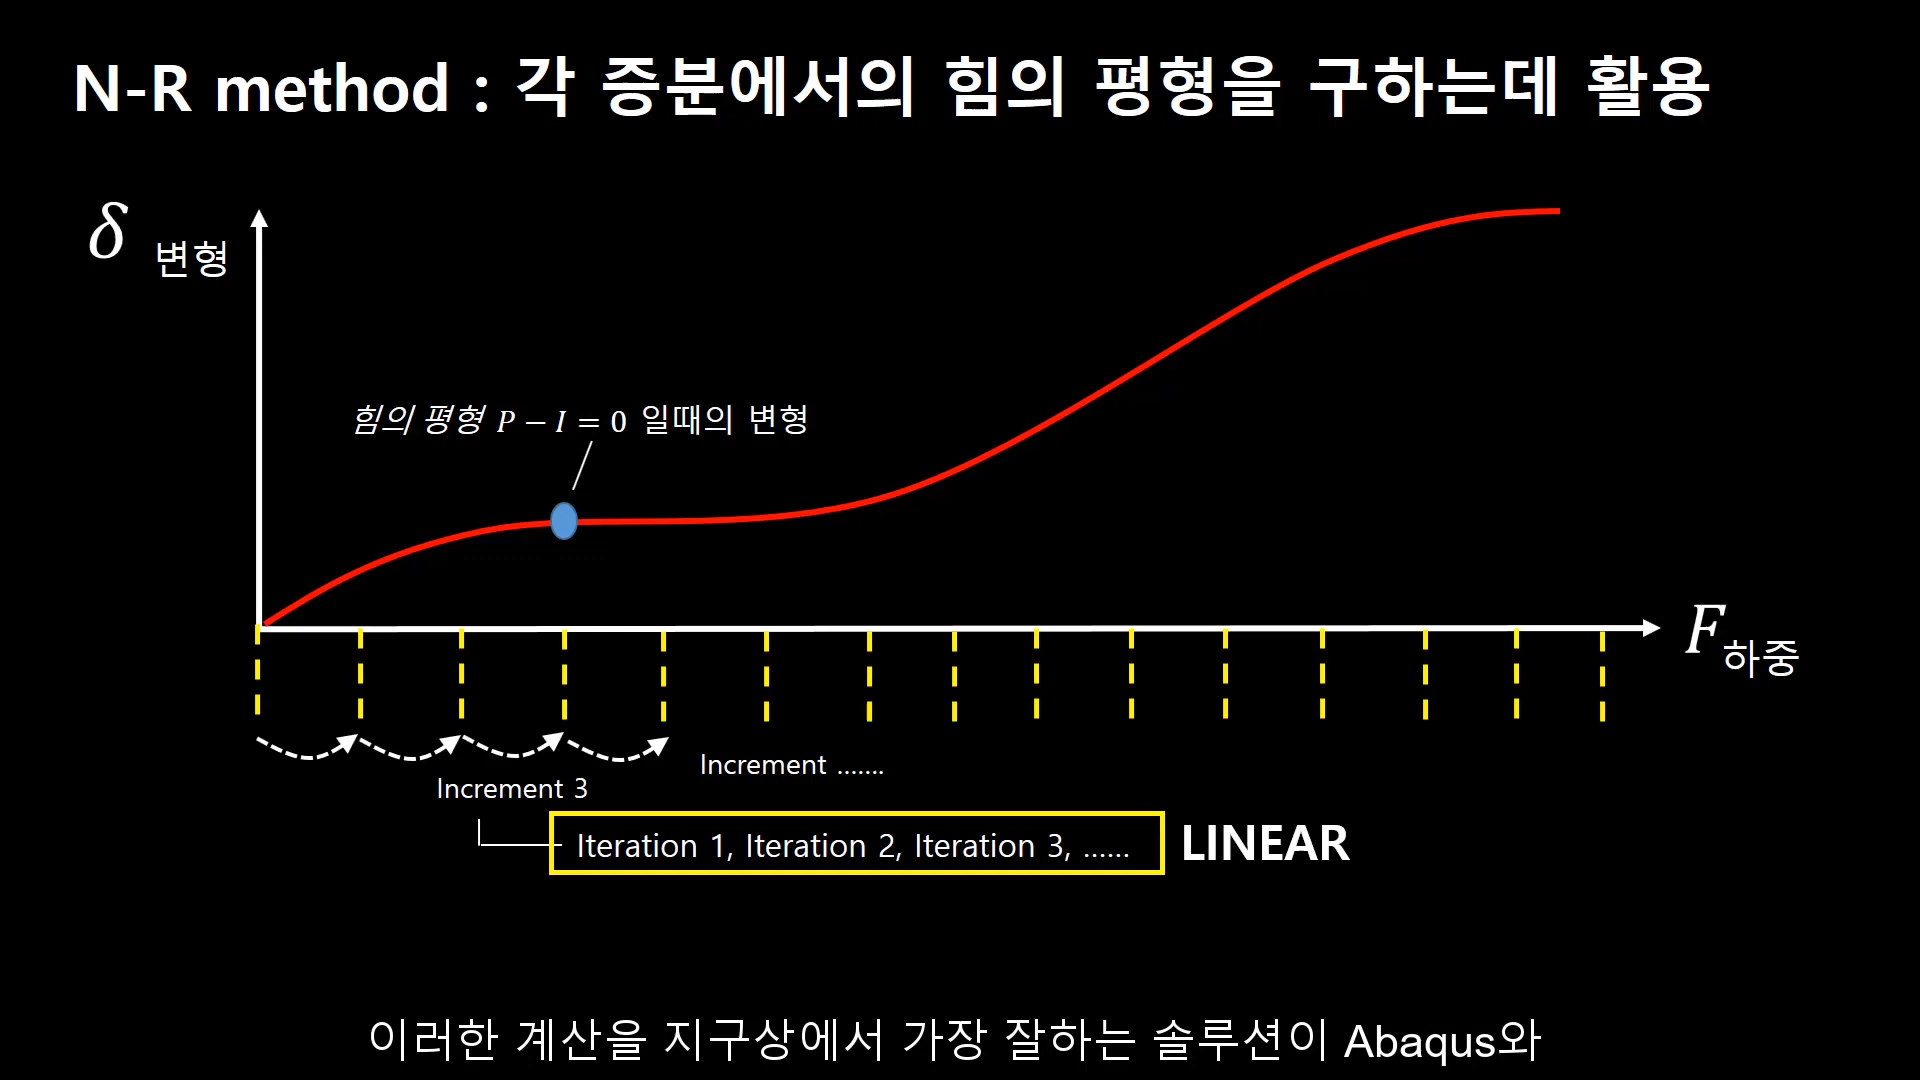 N-R method : 각 증분에서의 힘의 평형을 구하는데 활용
δ 변형
힘의 평형 P − I = 0 일때의 변형
F 하중
Increment .......
Increment 3
Iteration 1, Iteration 2, Iteration 3, ......
LINEAR
이러한 계산을 지구상에서 가장 잘하는 솔루션이 Abaqus와